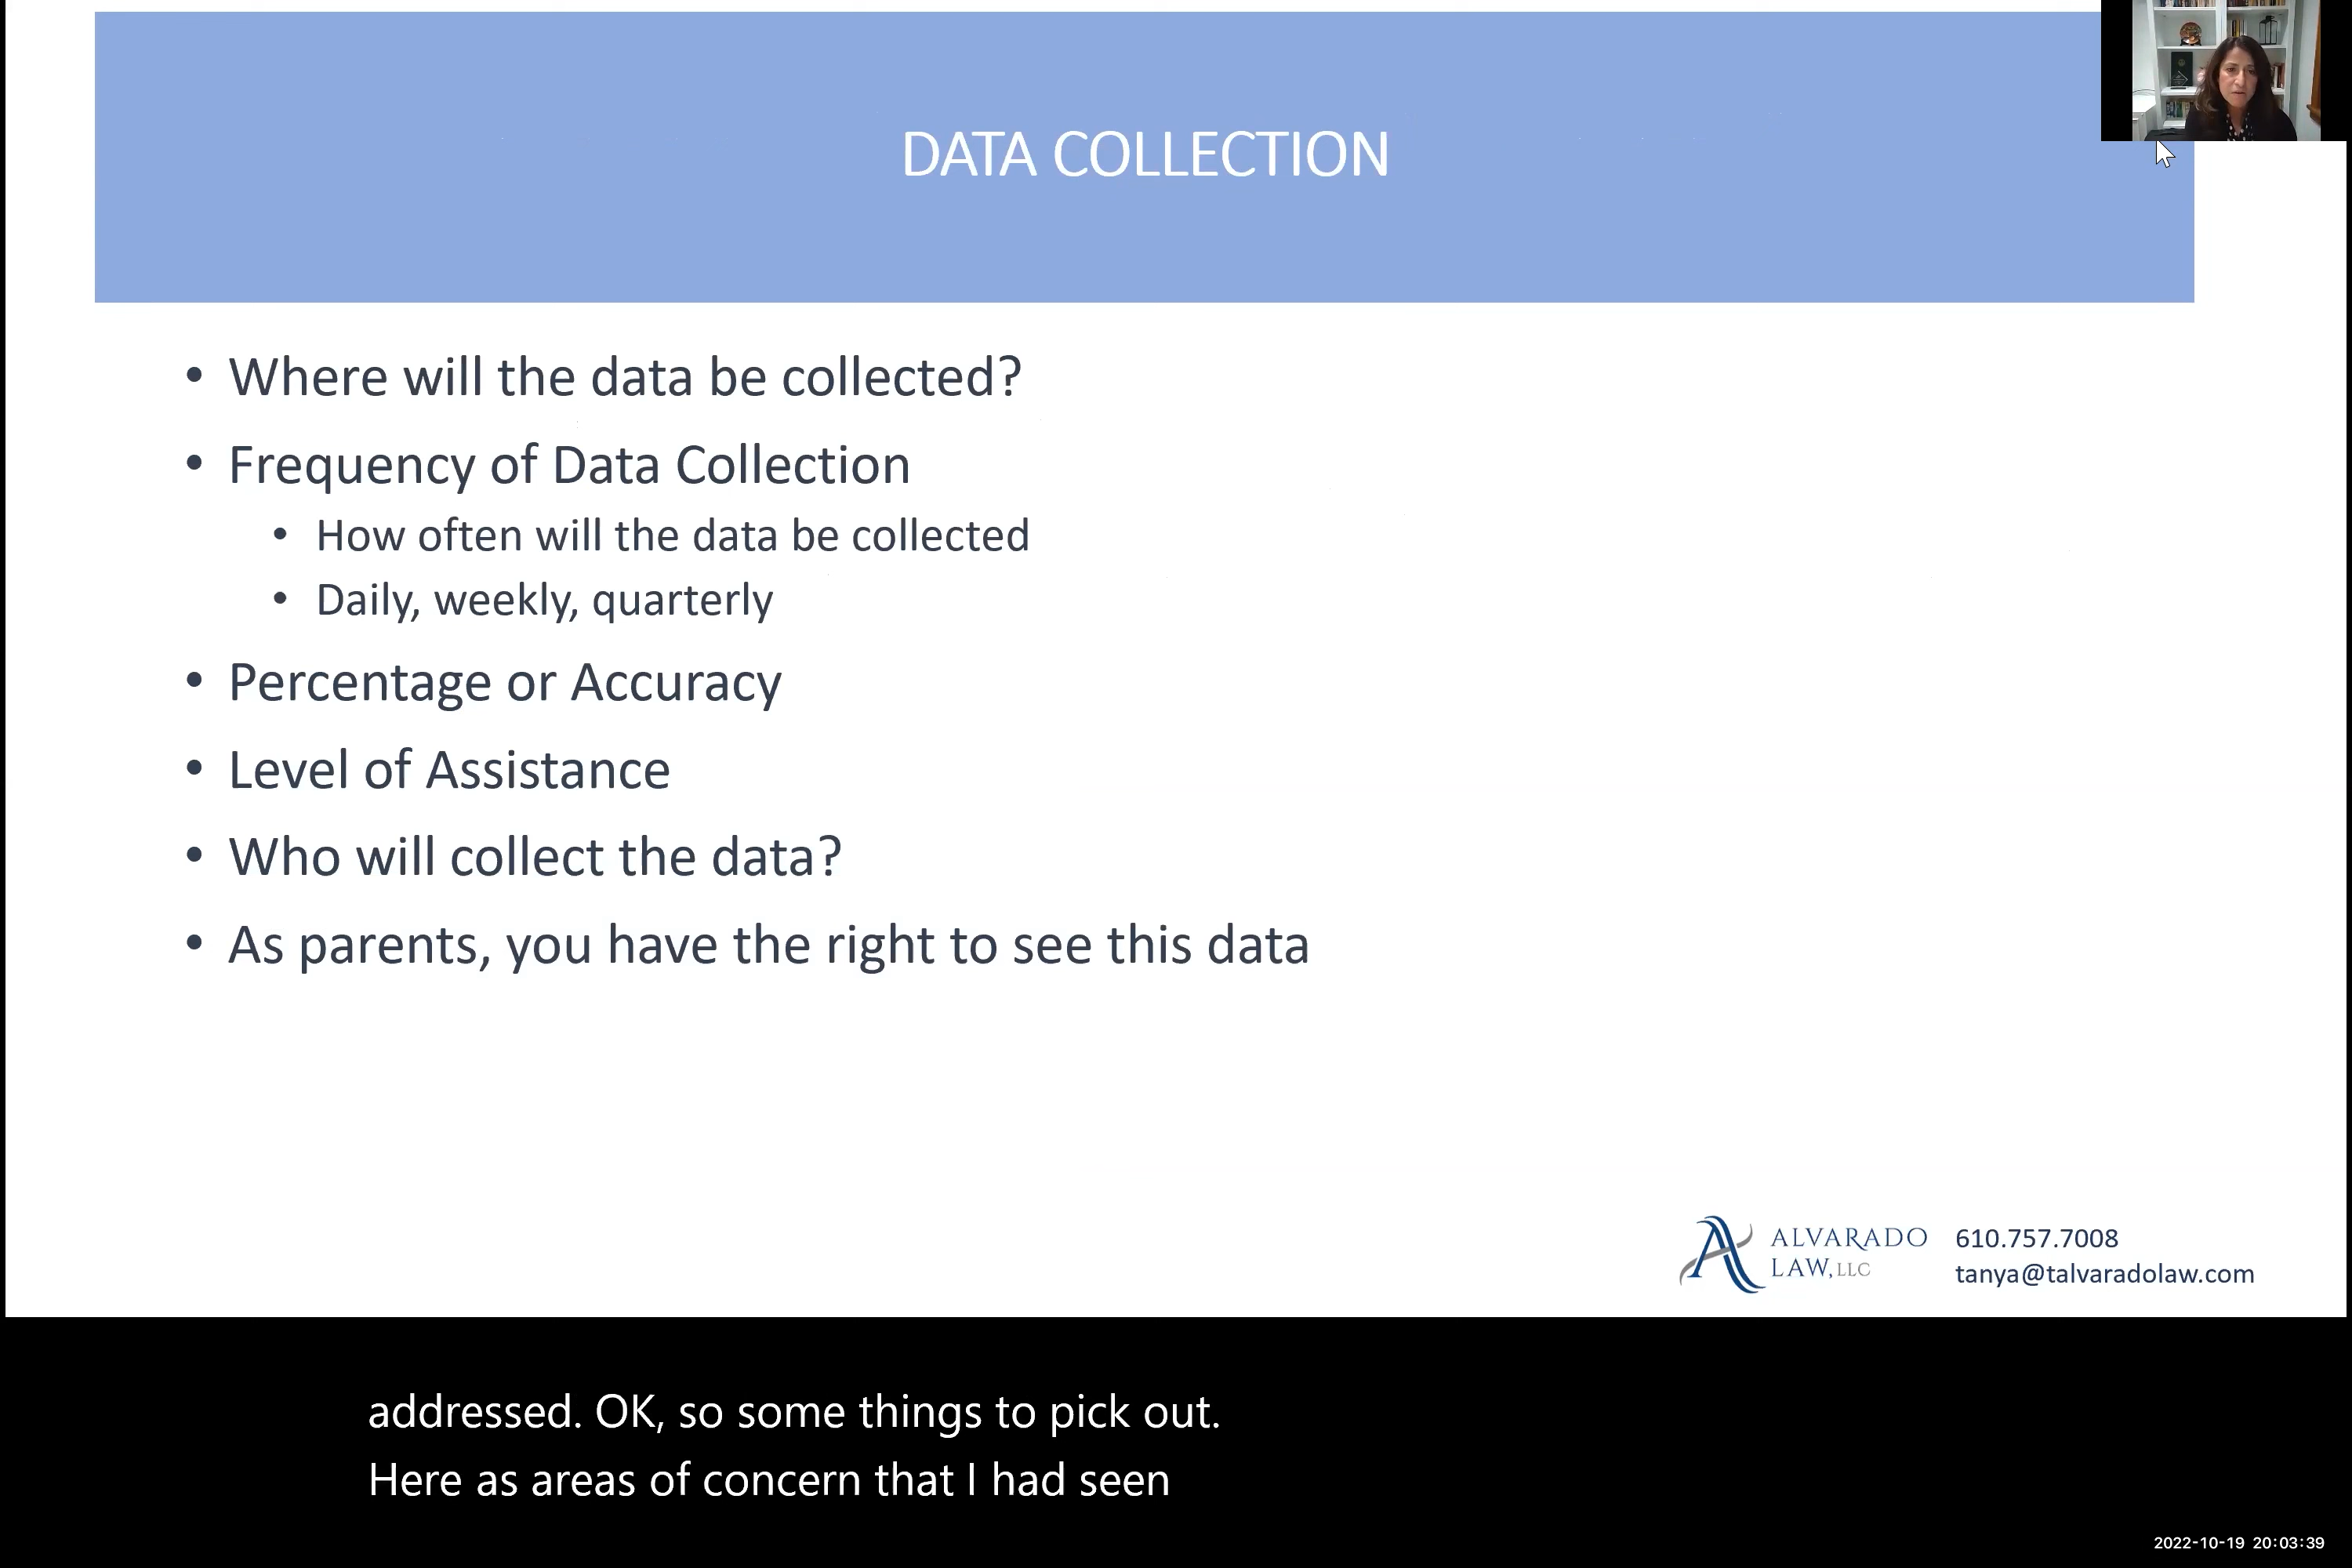 DATA COLLECTION
• Where will the data be collected?
• Frequency of Data Collection
• How often will the data be collected
• Daily, weekly, quarterly
• Percentage or Accuracy
• Level of Assistance
• Who will collect the data?
• As parents, you have the right to see this data
ALVARADO
LAW, LLC
610.757.7008
tanya@talvaradolaw.com
addressed. OK, so some things to pick out.
Here as areas of concern that I had seen
2022-10-19 20:03:39